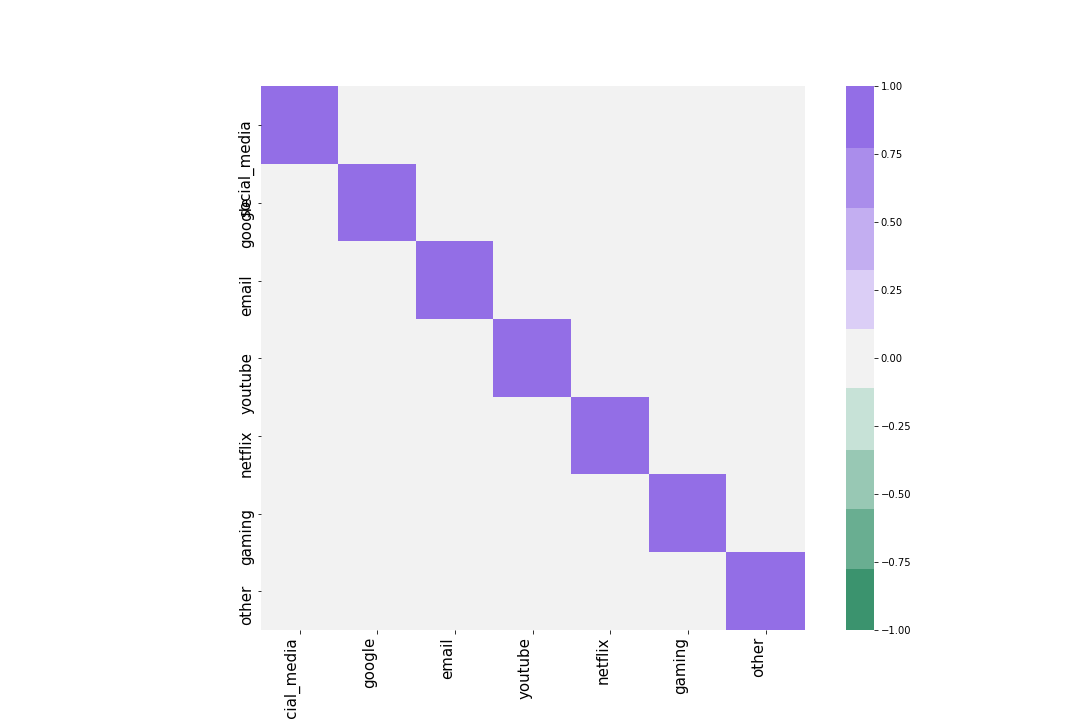 social_media
google
email
youtube
netflix
gaming
other
cial_media
google
email
youtube
netflix
gaming
other
1.00
0.75
0.50
0.25
0.00
−0.25
−0.50
−0.75
−1.00